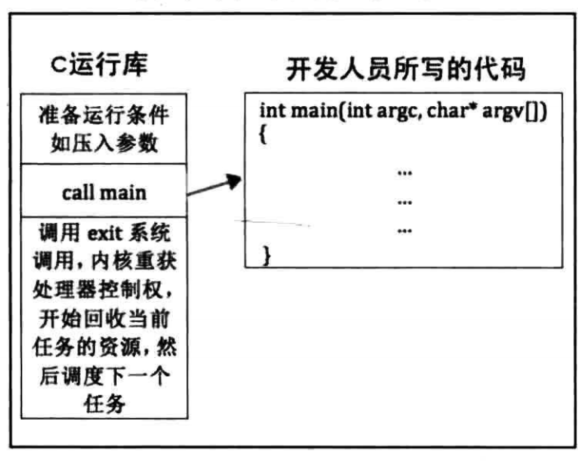 C运行库
准备运行条件
如压入参数
call main
调用 exit 系统
调用，内核重获
处理器控制权，
开始回收当前
任务的资源，然
后调度下一个
任务
开发人员所写的代码
int main(int argc, char* argv[])
{
...
...
...
}